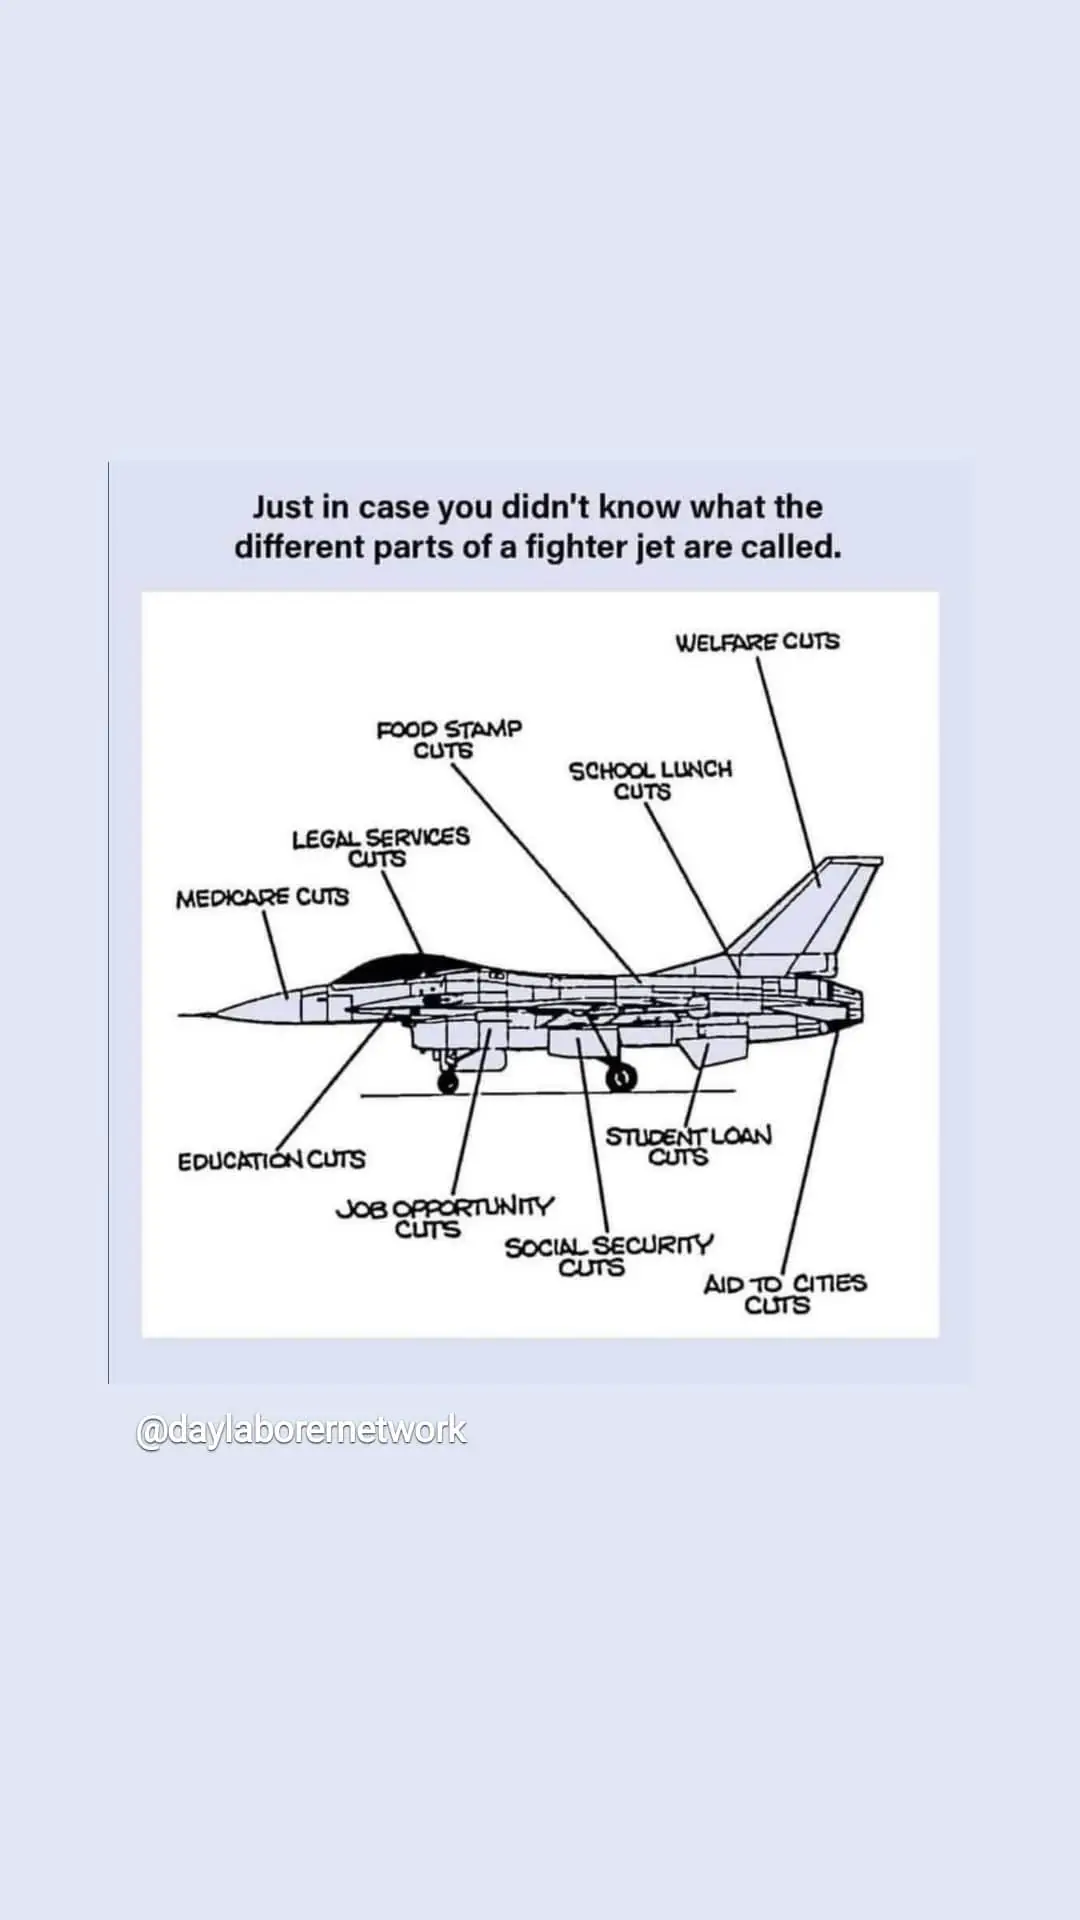 Just in case you didn't know what the
different parts of a fighter jet are called.
WELFARE CUTS
FOOD STAMP
CUTS
SCHOOL LUNCH
CUTS
LEGAL SERVICES
CUTS
MEDICARE CUTS
EDUCATION CUTS
STUDENT LOAN
CUTS
JOB OPPORTUNITY
CUTS
SOCIAL SECURITY
CUTS
AID TO CITIES
CUTS
@daylaborernetwork